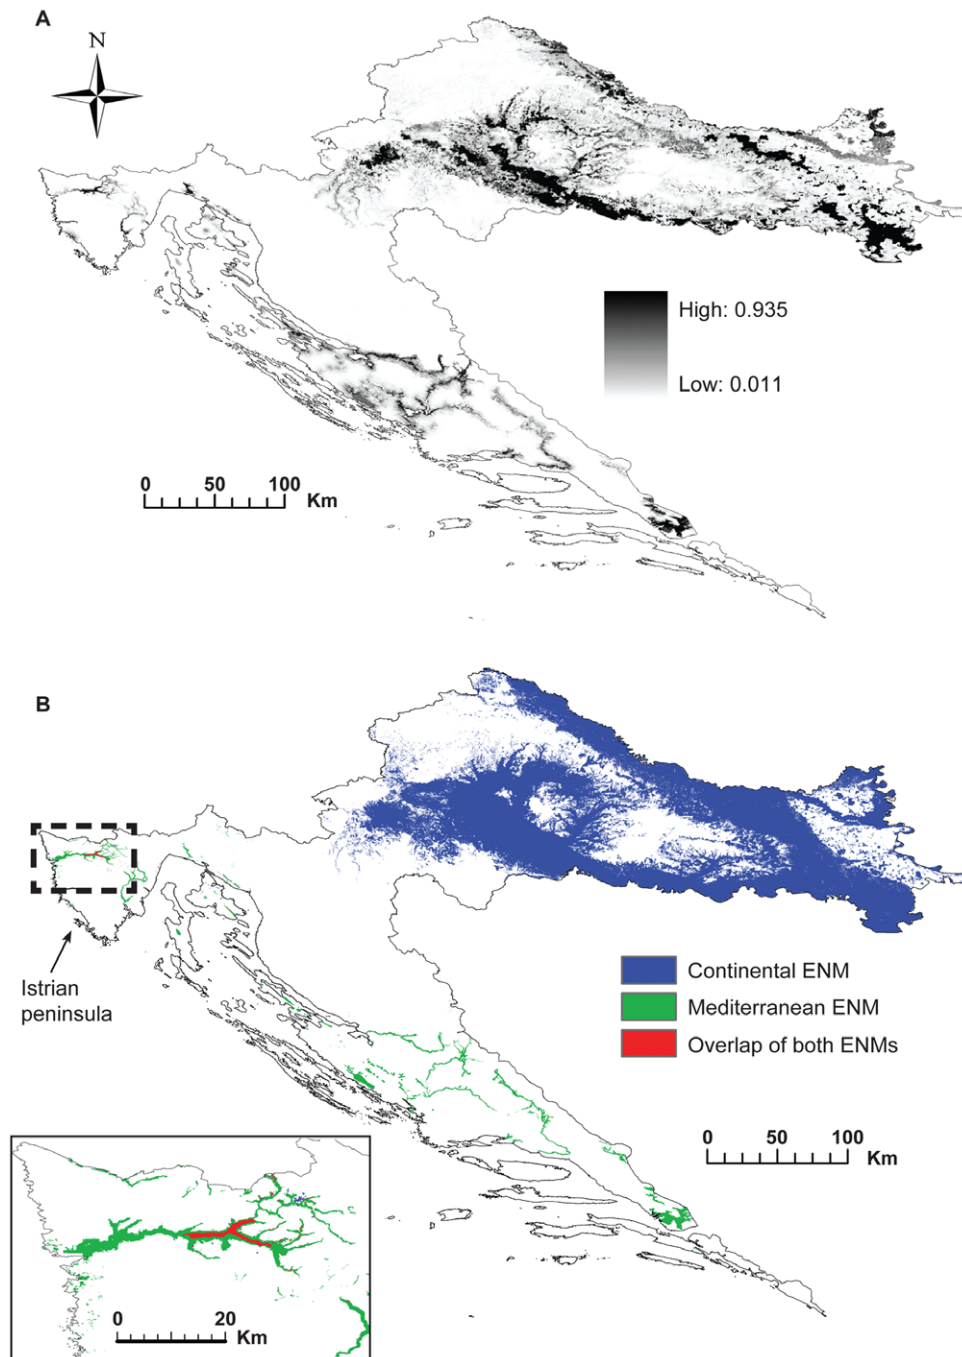 A
N
High: 0.935
Low: 0.011
0 50 100
Km
B
Istrian
peninsula
Continental ENM
Mediterranean ENM
Overlap of both ENMs
0 50 100
Km
0 20
Km